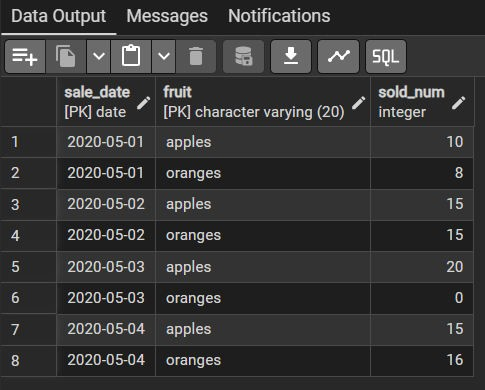 Data Output Messages Notifications
SQL
sale_date fruit sold_num
[PK] date [PK] character varying (20) integer
1 2020-05-01 apples 10
2 2020-05-01 oranges 8
3 2020-05-02 apples 15
4 2020-05-02 oranges 15
5 2020-05-03 apples 20
6 2020-05-03 oranges 0
7 2020-05-04 apples 15
8 2020-05-04 oranges 16